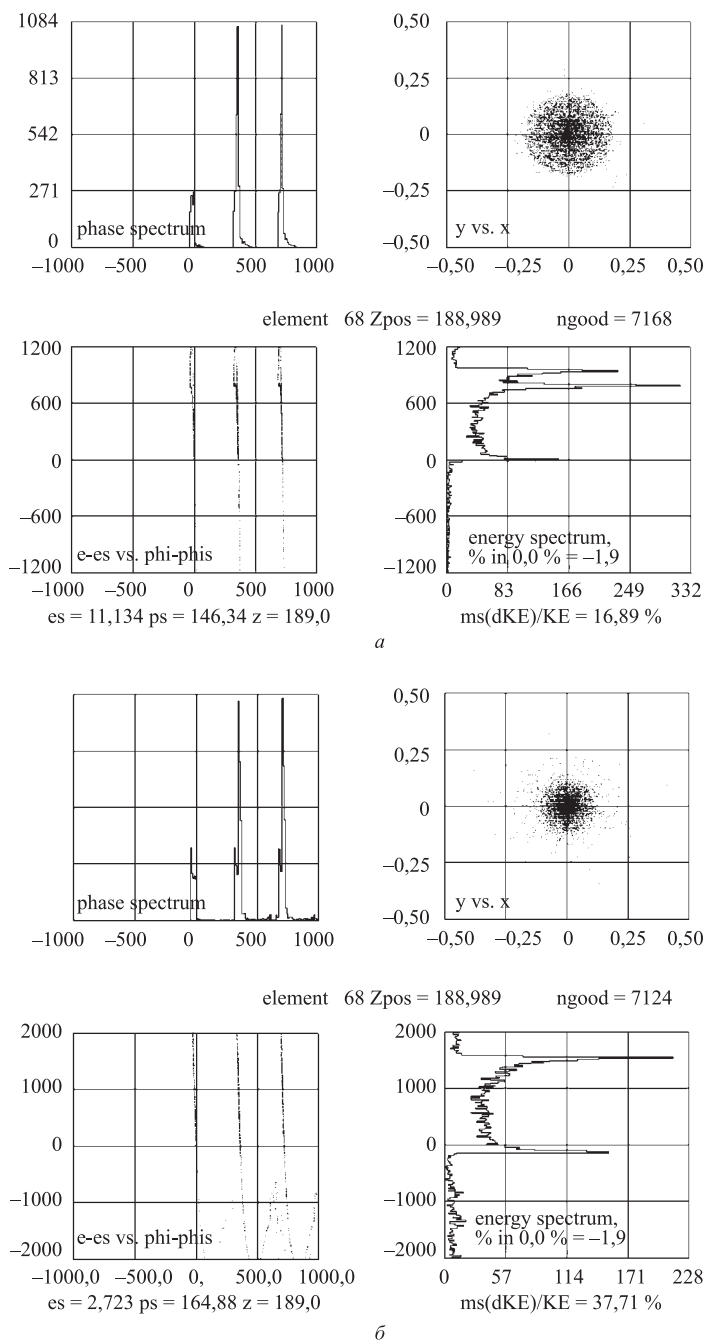 1084
813
542
271
0
phase spectrum
–1000 –500 0 500 1000
0,50
0,25
0
–0,25
–0,50
y vs. x
–0,50 –0,25 0 0,25 0,50
element 68 Zpos = 188,989 ngood = 7168
1200
600
0
–600
–1200
e-es vs. phi-phis
–1000 –500 0 500 1000
es = 11,134 ps = 146,34 z = 189,0
1200
600
0
–600
–1200
energy spectrum,
% in 0,0 % = –1,9
0 83 166 249 332
ms(dKE)/KE = 16,89 %
а
phase spectrum
–1000 –500 0 500 1000
0,50
0,25
0
–0,25
–0,50
y vs. x
–0,50 –0,25 0 0,25 0,50
element 68 Zpos = 188,989 ngood = 7124
2000
1000
0
–1000
–2000
e-es vs. phi-phis
–1000,0 –500,0 0, 500,0 1000,0
es = 2,723 ps = 164,88 z = 189,0
2000
1000
0
–1000
–2000
energy spectrum,
% in 0,0 % = –1,9
0 57 114 171 228
ms(dKE)/KE = 37,71 %
б